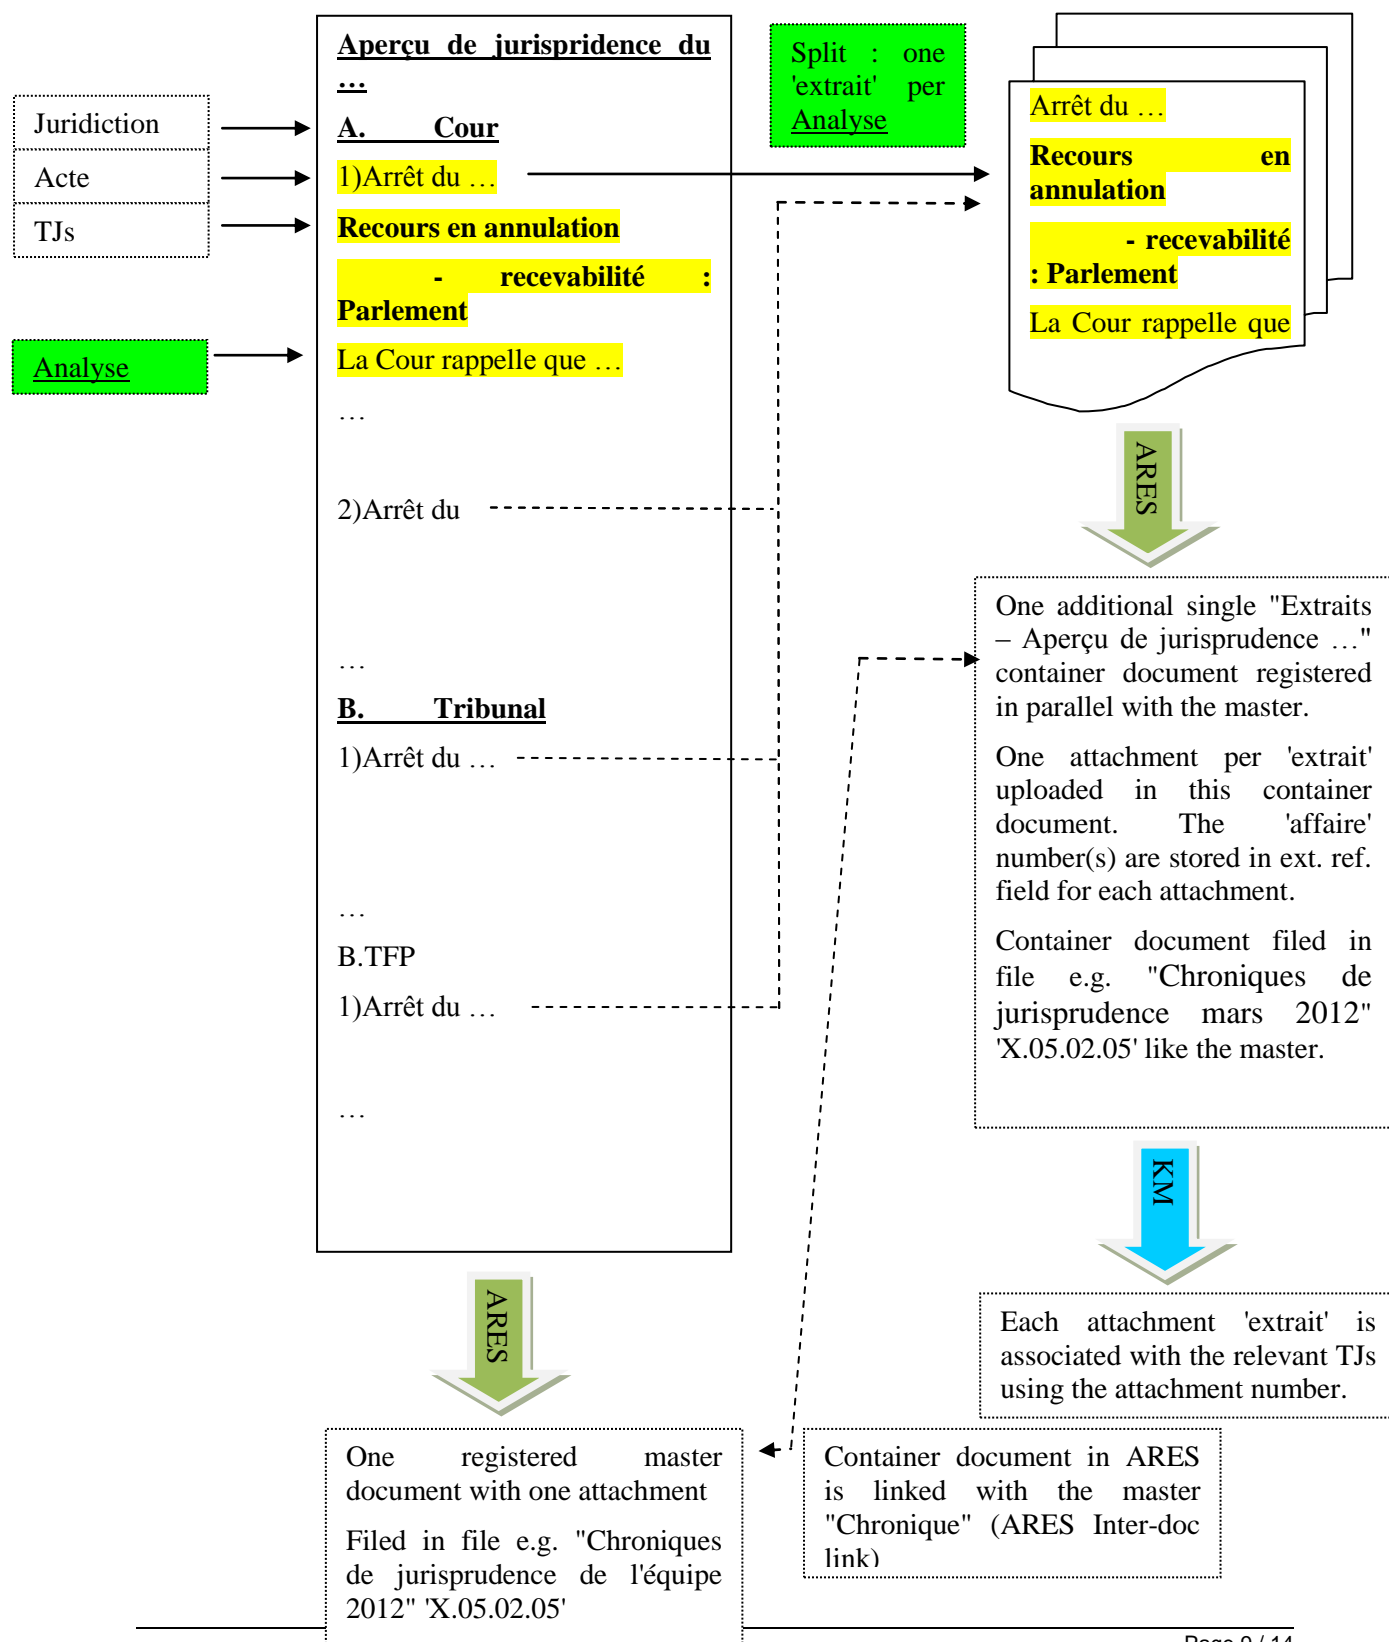 Juridiction
Acte
TJs
Analyse
Aperçu de jurispridence du
…
A. Cour
1)Arrêt du …
Recours en annulation
- recevabilité :
Parlement
La Cour rappelle que …
…
2)Arrêt du
…
B. Tribunal
1)Arrêt du …
…
B.TFP
1)Arrêt du …
…
Split : one
'extrait' per
Analyse
Arrêt du …
Recours en
annulation
- recevabilité
: Parlement
La Cour rappelle que
ARES
One additional single "Extraits
– Aperçu de jurisprudence …"
container document registered
in parallel with the master.
One attachment per 'extrait'
uploaded in this container
document. The 'affaire'
number(s) are stored in ext. ref.
field for each attachment.
Container document filed in
file e.g. "Chroniques de
jurisprudence mars 2012"
'X.05.02.05' like the master.
KM
Each attachment 'extrait' is
associated with the relevant TJs
using the attachment number.
ARES
One registered master
document with one attachment
Filed in file e.g. "Chroniques
de jurisprudence de l'équipe
2012" 'X.05.02.05'
Container document in ARES
is linked with the master
"Chronique" (ARES Inter-doc
link)
Page 9 / 14